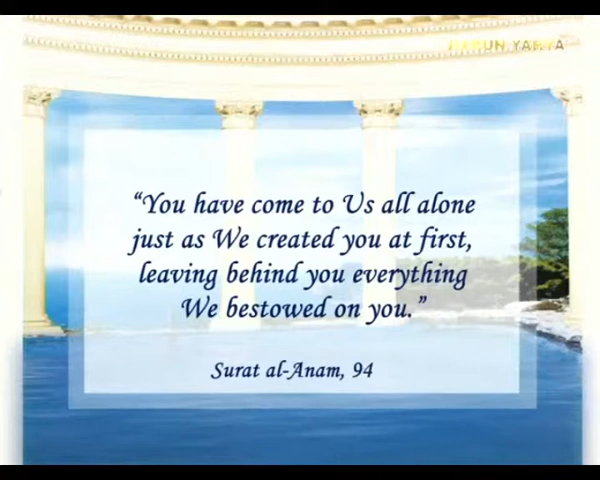 HARUN YAHYA
“You have come to Us all alone
just as We created you at first,
leaving behind you everything
We bestowed on you.”
Surat al-Anam, 94